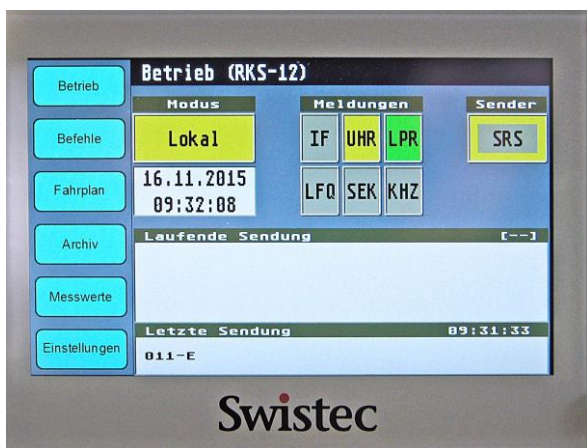 Betrieb (RKS-12)
Betrieb
Befehle
Fahrplan
Archiv
Messwerte
Einstellungen
Modus
Lokal
16.11.2015
09:32:08
Meldungen
IF UHR LPR
LFQ SEK KHZ
Sender
SRS
Laufende Sendung [--]
Letzte Sendung 09:31:33
011-E
Swistec